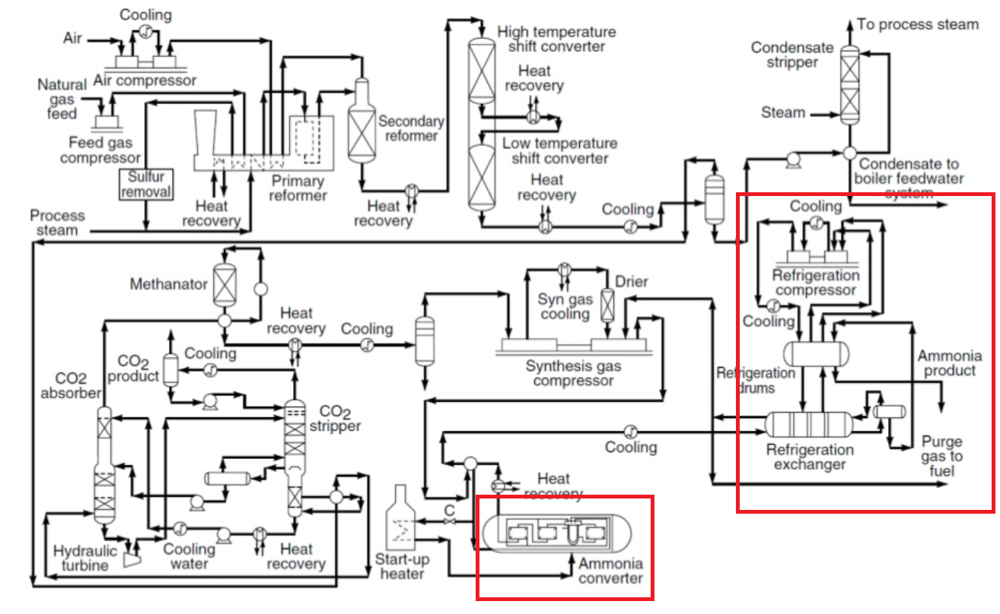 Cooling
Air
Air compressor
Natural
gas
feed
Feed gas
compressor
Sulfur
removal
Process
steam
Heat
recovery
Primary
reformer
Secondary
reformer
Heat
recovery
High temperature
shift converter
Heat
recovery
Low temperature
shift converter
Heat
recovery
Cooling
To process steam
Condensate
stripper
Steam
Condensate to
boiler feedwater
system
Cooling
Refrigeration
compressor
Cooling
Refrigeration
drums
Ammonia
product
Refrigeration
exchanger
Purge
gas to
fuel
Methanator
Heat
recovery
Cooling
Syn gas
cooling
Drier
Synthesis gas
compressor
CO2
product
Cooling
CO2
absorber
CO2
stripper
Hydraulic
turbine
Cooling
water
Heat
recovery
Cooling
Heat
recovery
C
Start-up
heater
Ammonia
converter